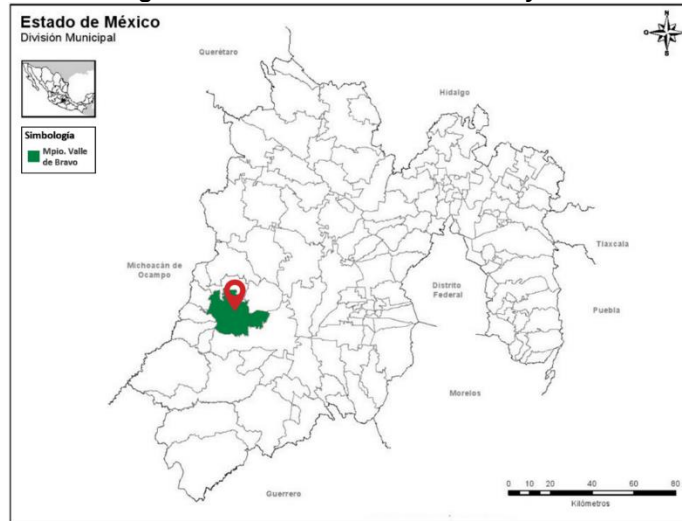 Estado de México
División Municipal
Querétaro
O
Hidalgo
Simbología
Mpio. Valle
de Bravo
Michoacán de
Ocampo
Tlaxcala
Distrito
Federal
Puebla
Morelos
Guerrero
0 10 20 40 60 80
Kilómetros